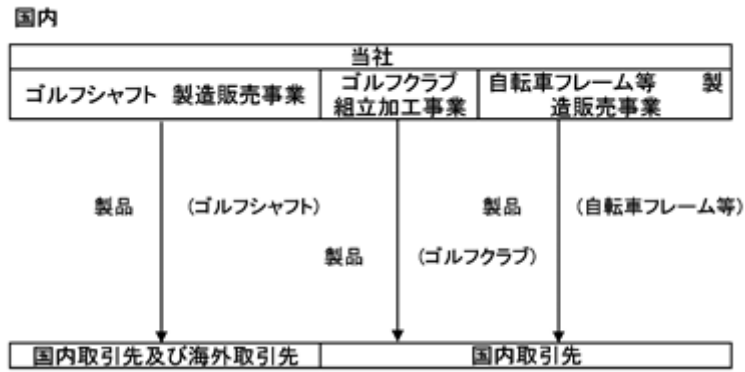 国内
当社
ゴルフシャフト 製造販売事業
ゴルフクラブ
組立加工事業
自転車フレーム等 製
造販売事業
製品 (ゴルフシャフト)
製品 (自転車フレーム等)
製品 (ゴルフクラブ)
国内取引先及び海外取引先
国内取引先